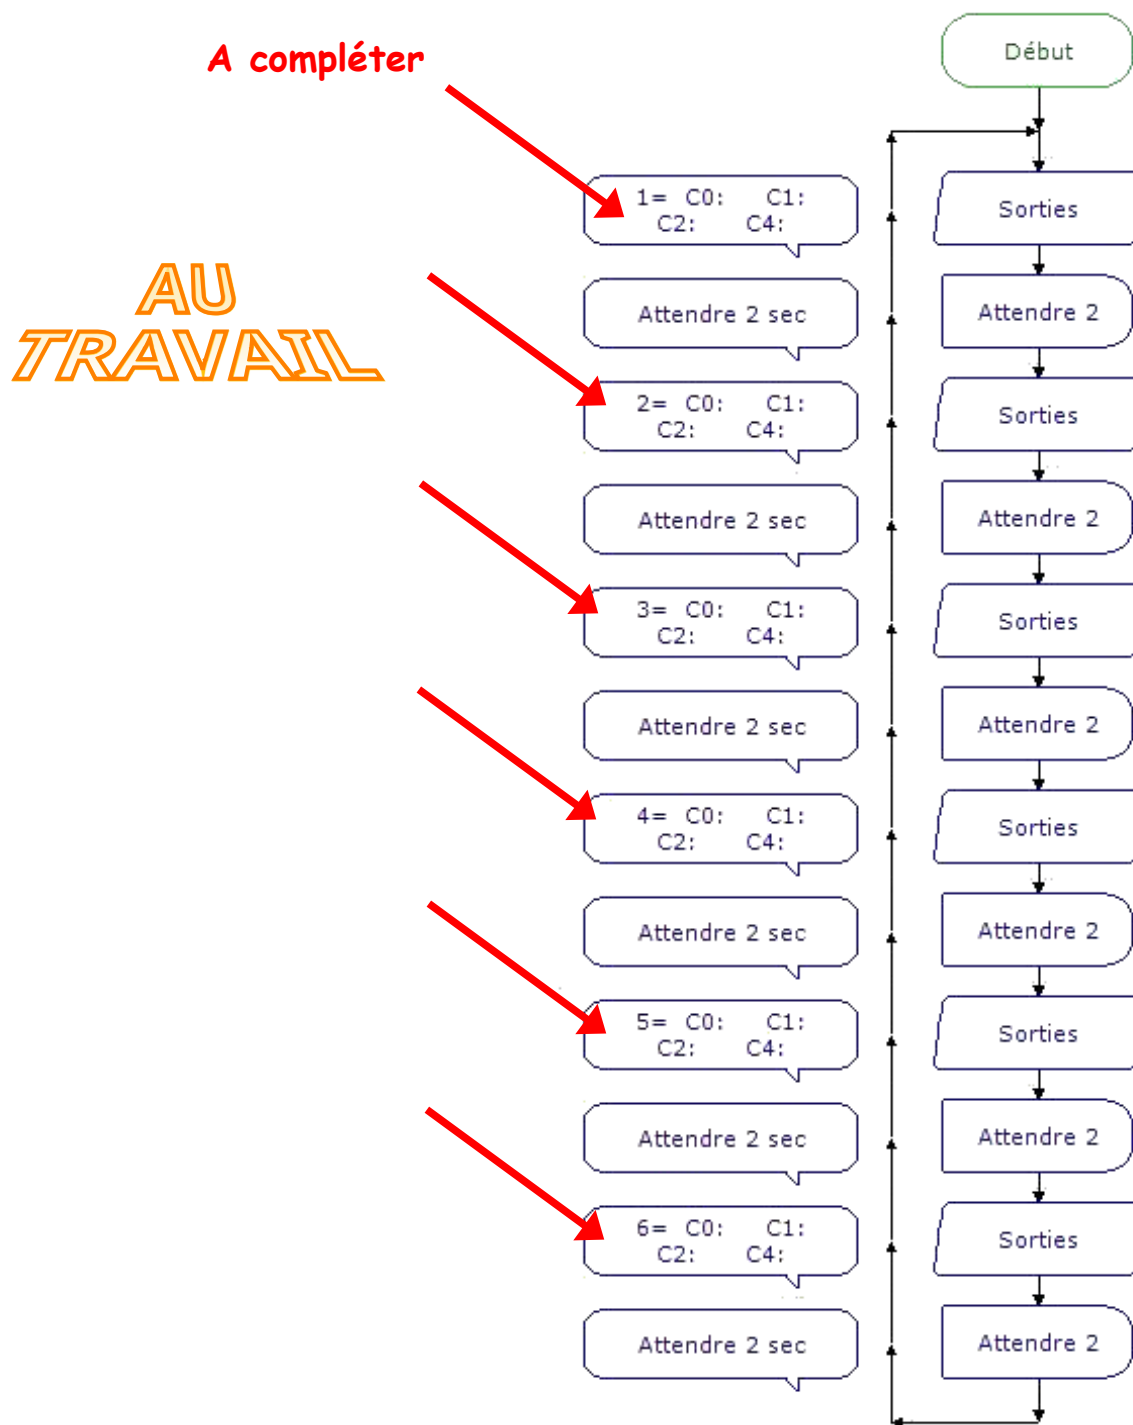 A compléter
Début
1= C0: C1:
C2: C4:
Sorties
AU
TRAVAIL
Attendre 2 sec
Attendre 2
2= C0: C1:
C2: C4:
Sorties
Attendre 2 sec
Attendre 2
3= C0: C1:
C2: C4:
Sorties
Attendre 2 sec
Attendre 2
4= C0: C1:
C2: C4:
Sorties
Attendre 2 sec
Attendre 2
5= C0: C1:
C2: C4:
Sorties
Attendre 2 sec
Attendre 2
6= C0: C1:
C2: C4:
Sorties
Attendre 2 sec
Attendre 2